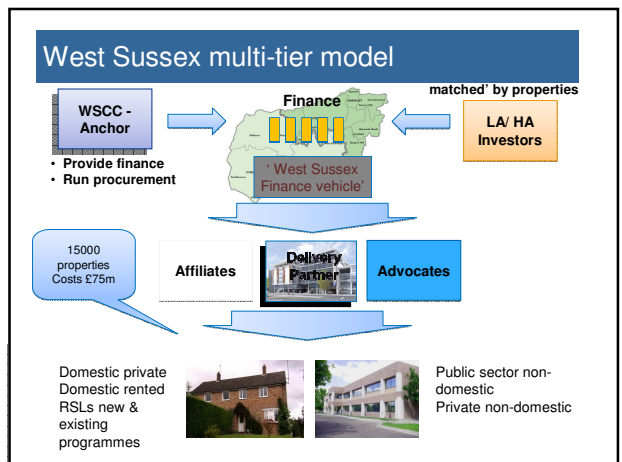 West Sussex multi-tier model
WSCC -
Anchor
• Provide finance
• Run procurement
Finance
‘ West Sussex
Finance vehicle’
matched’ by properties
LA/ HA
Investors
15000
properties
Costs £75m
Affiliates
Delivery
Partner
Advocates
Domestic private
Domestic rented
RSLs new &
existing
programmes
Public sector non-
domestic
Private non-domestic